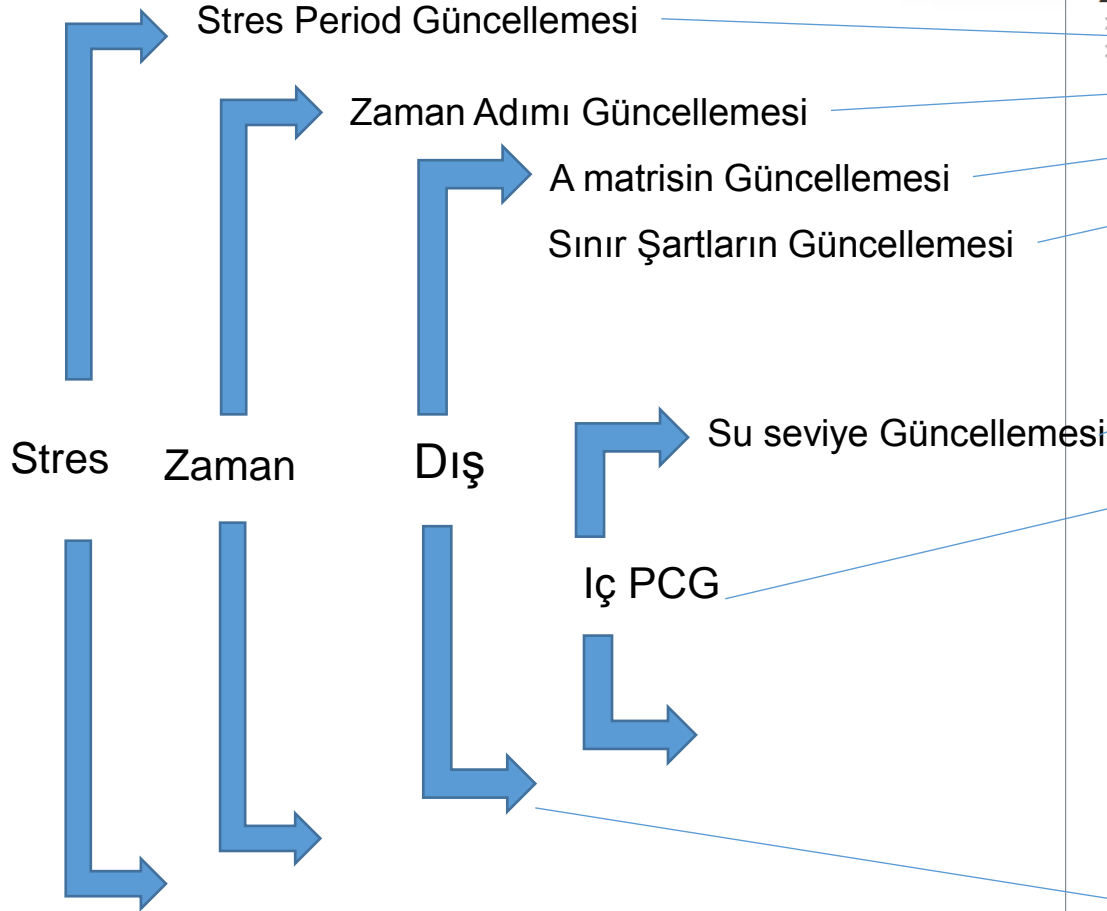 Stres Period Güncellemesi
Zaman Adımı Güncellemesi
A matrisin Güncellemesi
Sınır Şartların Güncellemesi
Su seviye Güncellemesi
Stres
Zaman
Dış
Iç PCG